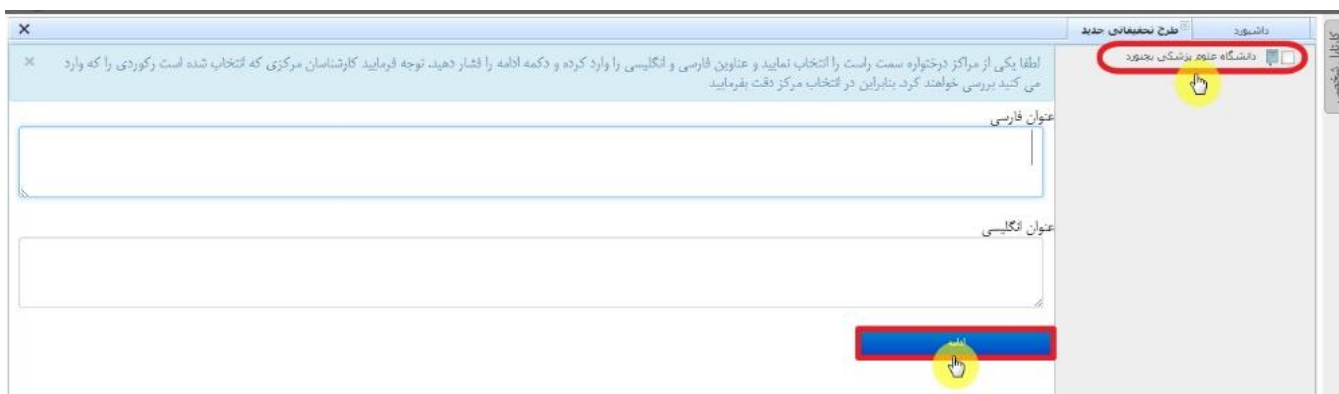 داشبورد
طرح تحقیقاتی جدید
دانشگاه علوم پزشکی بجنورد
لطفا یکی از مراکز درختواره سمت راست را انتخاب نمایید و عناوین فارسی و انگلیسی را وارد کرده و دکمه ادامه را فشار دهید. توجه فرمایید کارشناسان مرکزی که انتخاب شده است رکوردی را که وارد
می کنید بررسی خواهند کرد. بنابراین در انتخاب مرکز دقت بفرمایید
عنوان فارسی
عنوان انگلیسی
ادامه